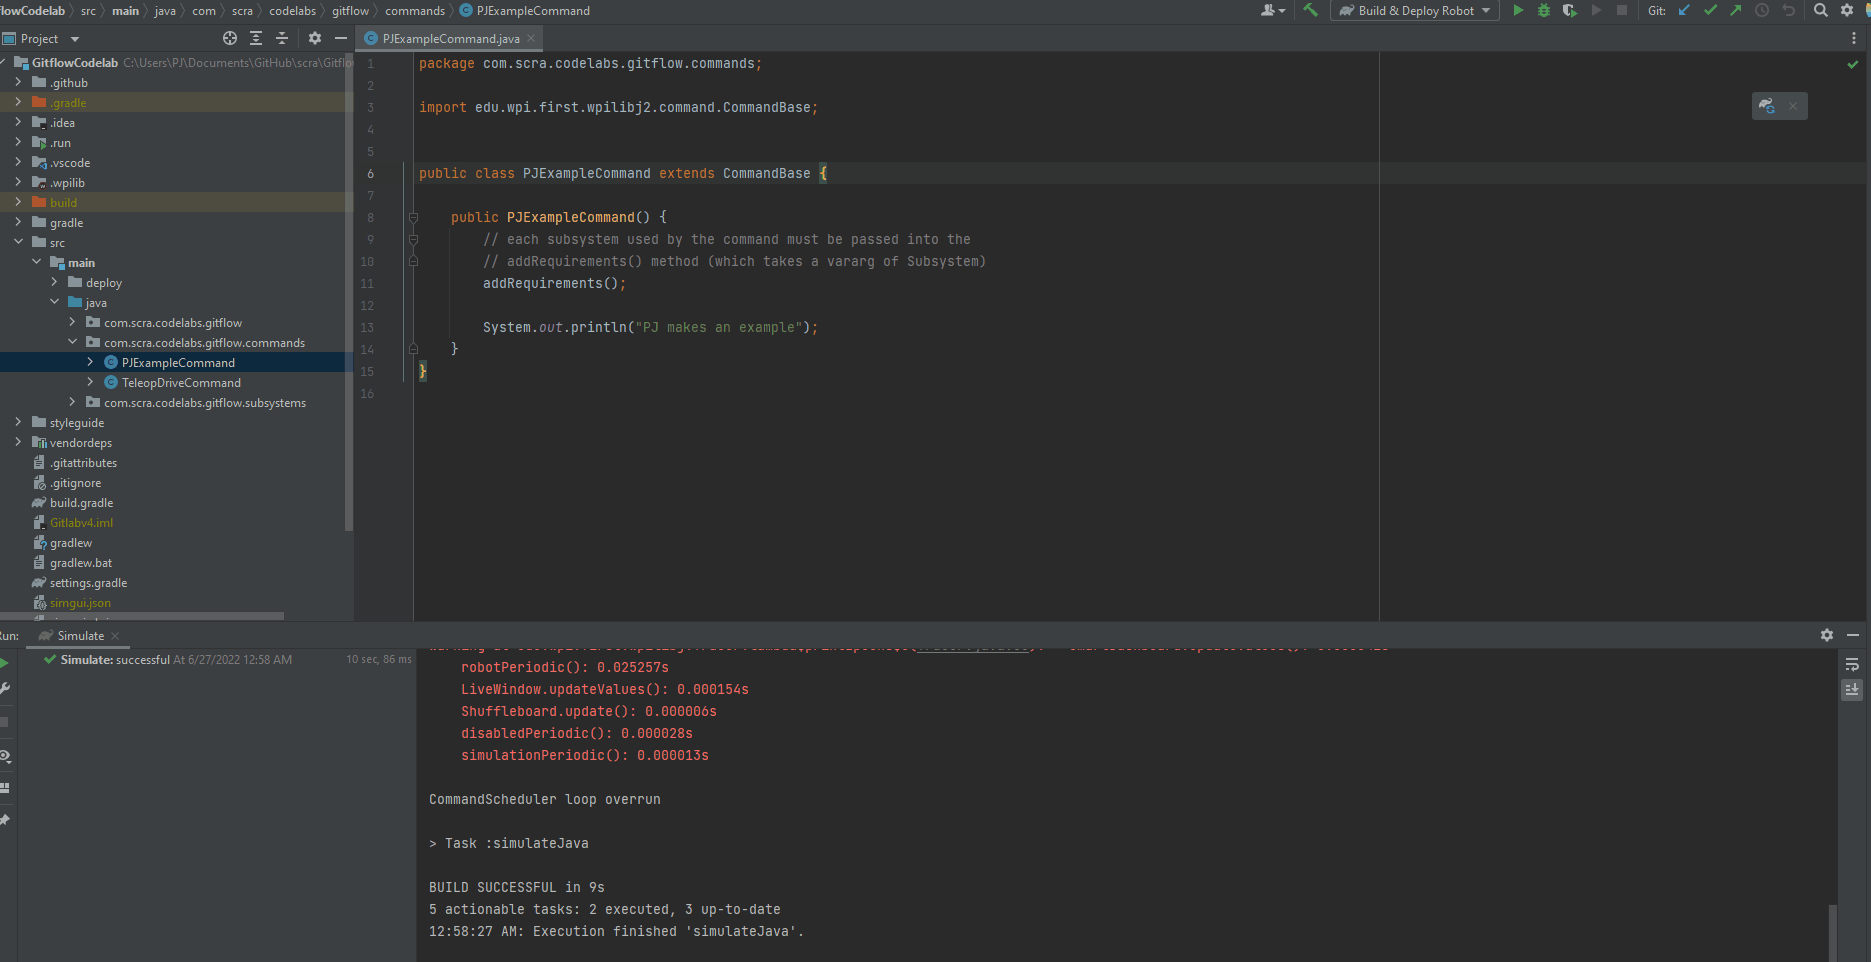 flowCodelab src main java com scra codelabs gitflow commands PJExampleCommand
Build & Deploy Robot Git:
Project
PJExampleCommand.java
GitflowCodelab C:\Users\PJ\Documents\GitHub\scra\Gitflo
.github
.gradle
.idea
.run
.vscode
.wpilib
build
gradle
src
main
deploy
java
com.scra.codelabs.gitflow
com.scra.codelabs.gitflow.commands
PJExampleCommand
TeleopDriveCommand
com.scra.codelabs.gitflow.subsystems
styleguide
vendordeps
.gitattributes
.gitignore
build.gradle
Gitlabv4.iml
gradlew
gradlew.bat
settings.gradle
simgui.json
1 package com.scra.codelabs.gitflow.commands;
2
3 import edu.wpi.first.wpilibj2.command.CommandBase;
4
5
6 public class PJExampleCommand extends CommandBase {
7
8 public PJExampleCommand() {
9 // each subsystem used by the command must be passed into the
10 // addRequirements() method (which takes a vararg of Subsystem)
11 addRequirements();
12
13 System.out.println("PJ makes an example");
14 }
15 }
16
Run: Simulate
Simulate: successful At 6/27/2022 12:58 AM 10 sec, 86 ms
robotPeriodic(): 0.025257s
LiveWindow.updateValues(): 0.000154s
Shuffleboard.update(): 0.000006s
disabledPeriodic(): 0.000028s
simulationPeriodic(): 0.000013s
CommandScheduler loop overrun
> Task :simulateJava
BUILD SUCCESSFUL in 9s
5 actionable tasks: 2 executed, 3 up-to-date
12:58:27 AM: Execution finished 'simulateJava'.